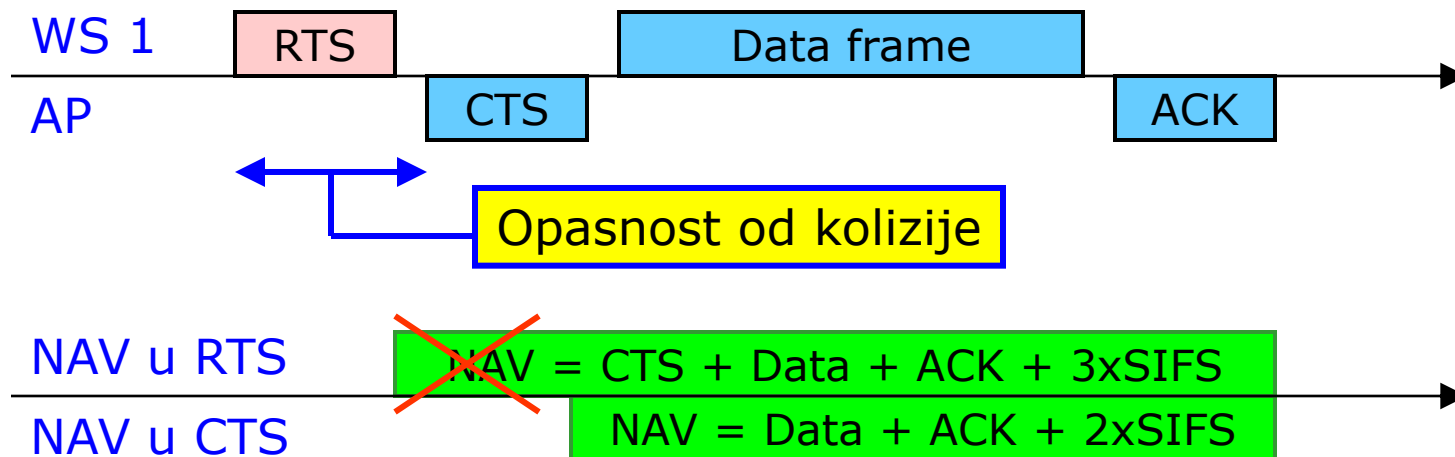 WS 1
RTS
Data frame
AP
CTS
ACK
Opasnost od kolizije
NAV u RTS
NAV = CTS + Data + ACK + 3xSIFS
NAV u CTS
NAV = Data + ACK + 2xSIFS